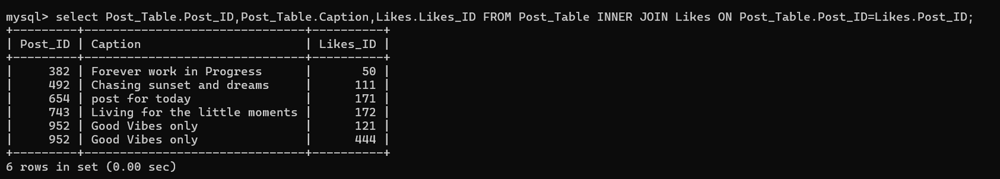 mysql> select Post_Table.Post_ID,Post_Table.Caption,Likes.Likes_ID FROM Post_Table INNER JOIN Likes ON Post_Table.Post_ID=Likes.Post_ID;
+---------+-------------------------------+----------+
| Post_ID | Caption                       | Likes_ID |
+---------+-------------------------------+----------+
|     382 | Forever work in Progress      |       50 |
|     492 | Chasing sunset and dreams     |      111 |
|     654 | post for today                |      171 |
|     743 | Living for the little moments |      172 |
|     952 | Good Vibes only               |      121 |
|     952 | Good Vibes only               |      444 |
+---------+-------------------------------+----------+
6 rows in set (0.00 sec)